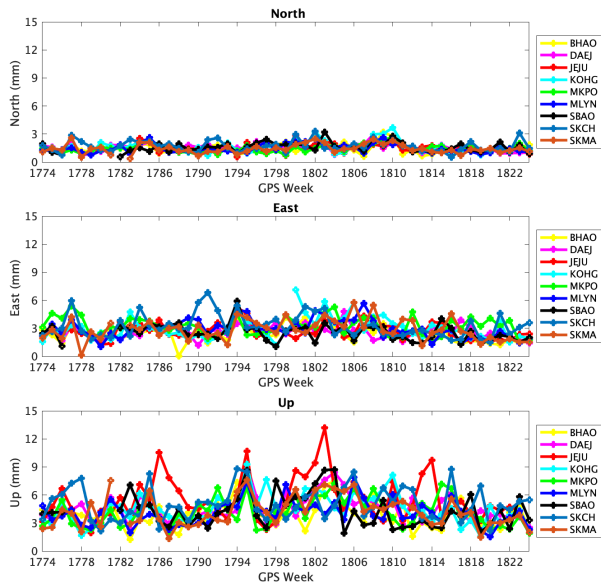 North
North (mm)
15
12
9
6
3
0
1774 1778 1782 1786 1790 1794 1798 1802 1806 1810 1814 1818 1822
GPS Week
BHAO
DAEJ
JEJU
KOHG
MKPO
MLYN
SBAO
SKCH
SKMA
East
East (mm)
15
12
9
6
3
0
1774 1778 1782 1786 1790 1794 1798 1802 1806 1810 1814 1818 1822
GPS Week
BHAO
DAEJ
JEJU
KOHG
MKPO
MLYN
SBAO
SKCH
SKMA
Up
Up (mm)
15
12
9
6
3
0
1774 1778 1782 1786 1790 1794 1798 1802 1806 1810 1814 1818 1822
GPS Week
BHAO
DAEJ
JEJU
KOHG
MKPO
MLYN
SBAO
SKCH
SKMA